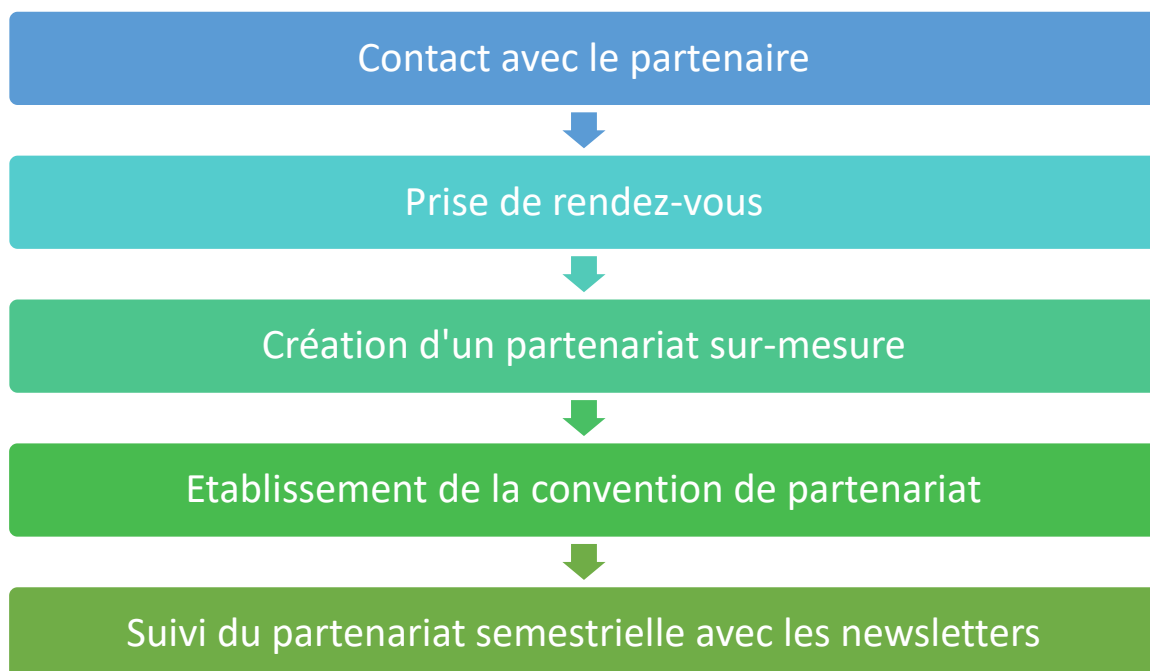 Contact avec le partenaire
Prise de rendez-vous
Création d'un partenariat sur-mesure
Etablissement de la convention de partenariat
Suivi du partenariat semestrielle avec les newsletters